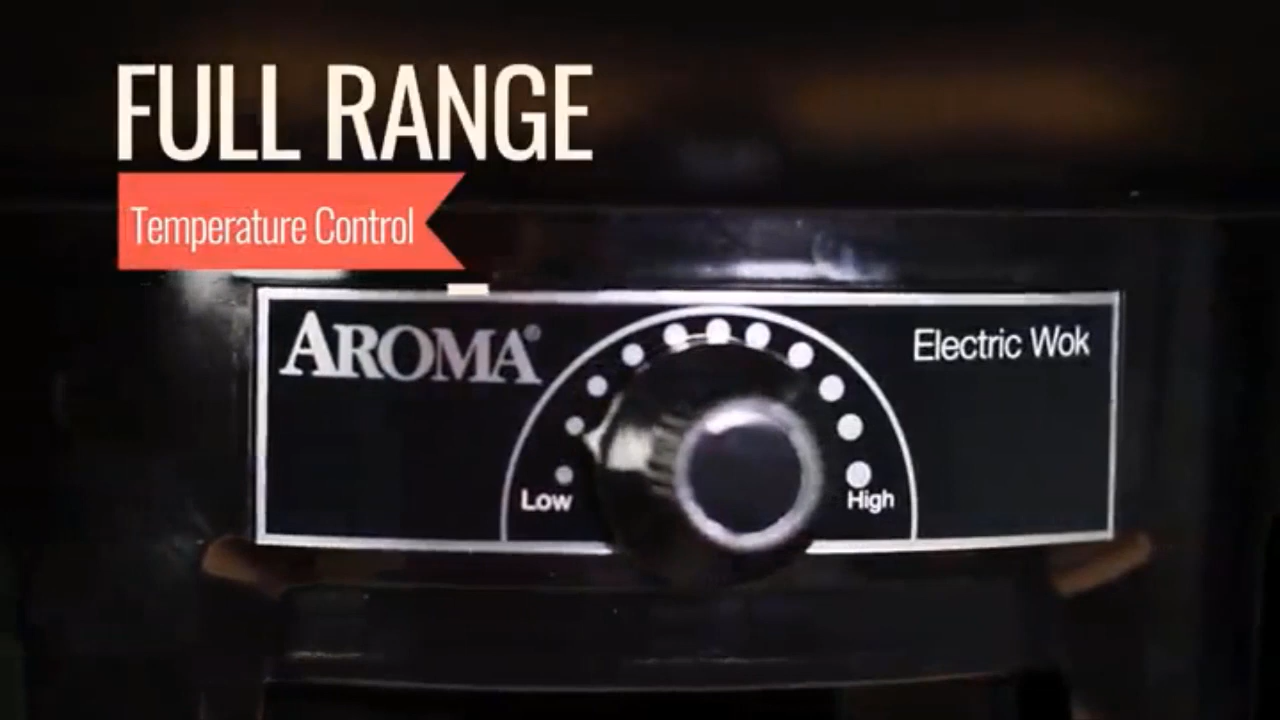 FULL RANGE
Temperature Control
AROMA®
Electric Wok
Low
High